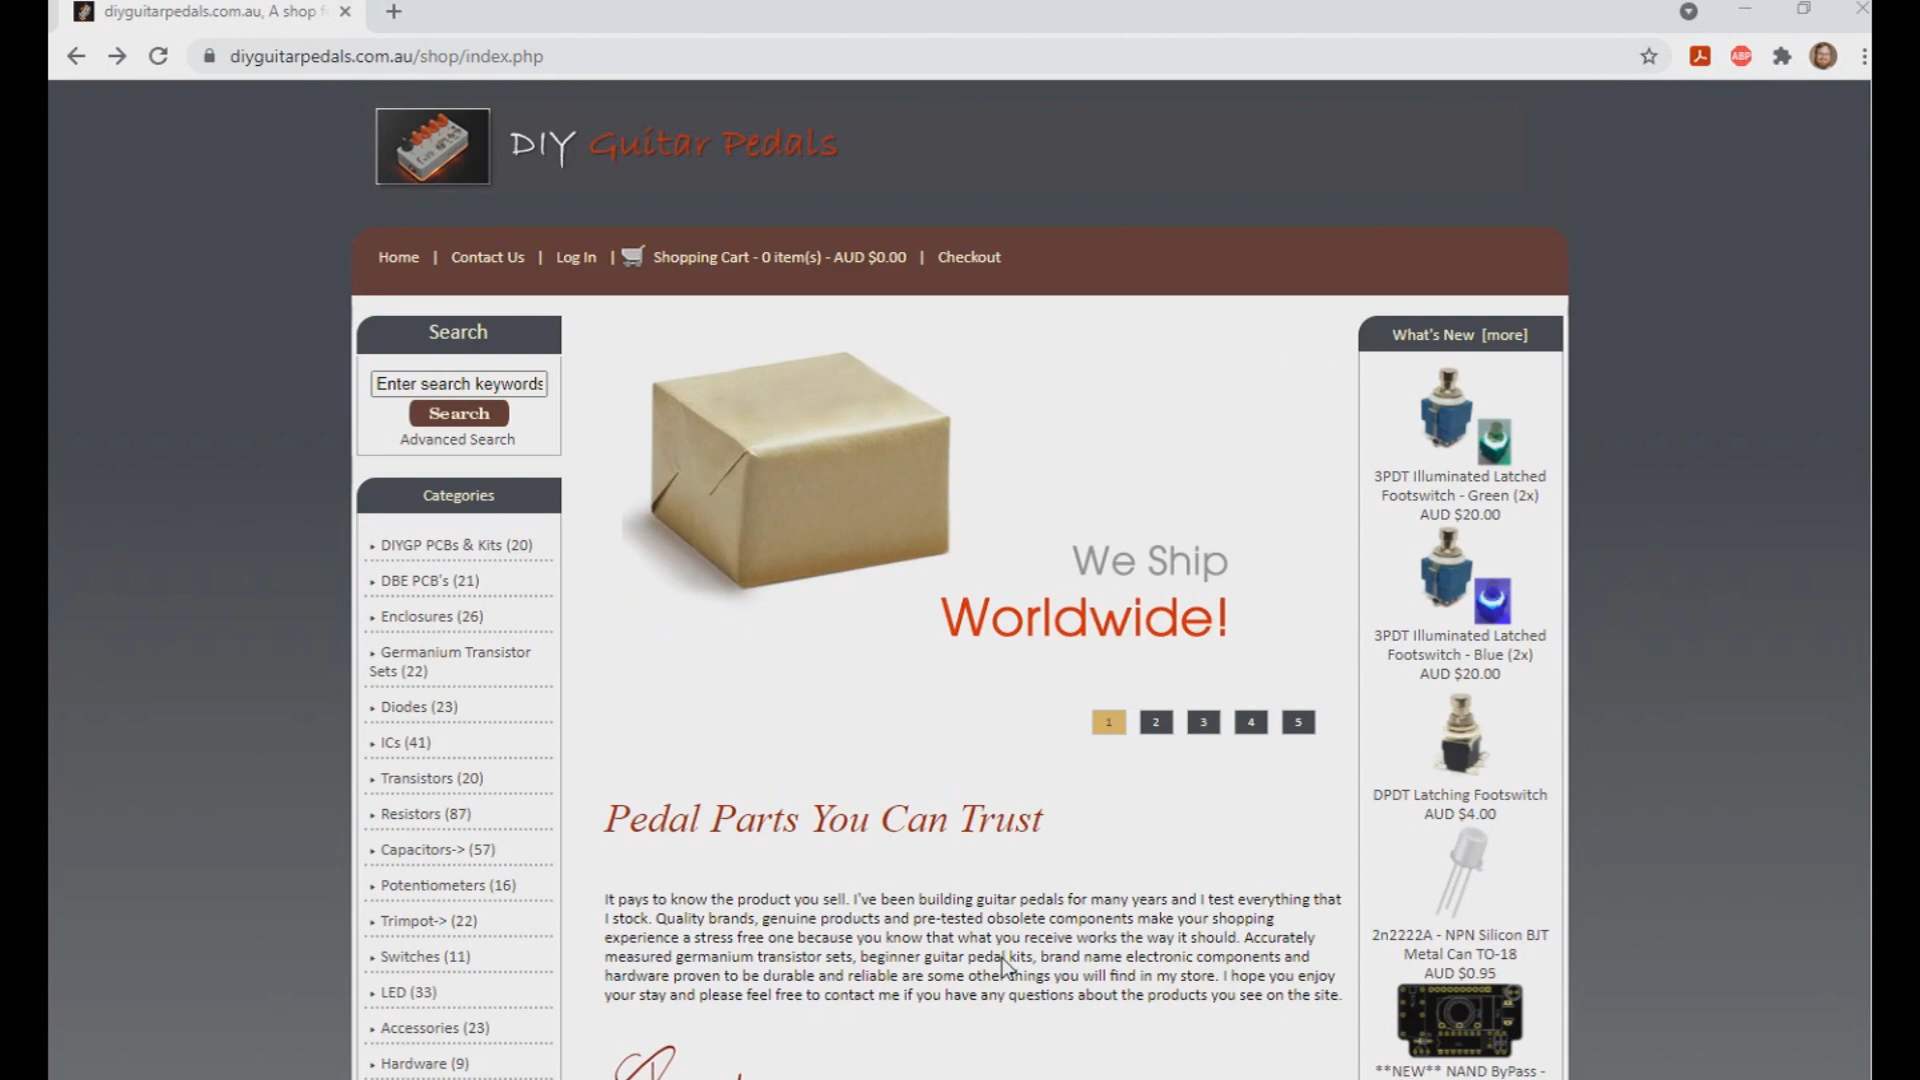 diyguitarpedals.com.au, A shop f
diyguitarpedals.com.au/shop/index.php
ABP
DIY Guitar Pedals
Home | Contact Us | Log In | Shopping Cart - 0 item(s) - AUD $0.00 | Checkout
Search
Enter search keywords
Search
Advanced Search
Categories
DIYGP PCBs & Kits (20)
DBE PCB's (21)
Enclosures (26)
Germanium Transistor
Sets (22)
Diodes (23)
ICs (41)
Transistors (20)
Resistors (87)
Capacitors-> (57)
Potentiometers (16)
Trimpot-> (22)
Switches (11)
LED (33)
Accessories (23)
Hardware (9)
We Ship
Worldwide!
1 2 3 4 5
Pedal Parts You Can Trust
It pays to know the product you sell. I've been building guitar pedals for many years and I test everything that
I stock. Quality brands, genuine products and pre-tested obsolete components make your shopping
experience a stress free one because you know that what you receive works the way it should. Accurately
measured germanium transistor sets, beginner guitar pedal kits, brand name electronic components and
hardware proven to be durable and reliable are some other things you will find in my store. I hope you enjoy
your stay and please feel free to contact me if you have any questions about the products you see on the site.
What's New [more]
3PDT Illuminated Latched
Footswitch - Green (2x)
AUD $20.00
3PDT Illuminated Latched
Footswitch - Blue (2x)
AUD $20.00
DPDT Latching Footswitch
AUD $4.00
2n2222A - NPN Silicon BJT
Metal Can TO-18
AUD $0.95
**NEW** NAND ByPass -